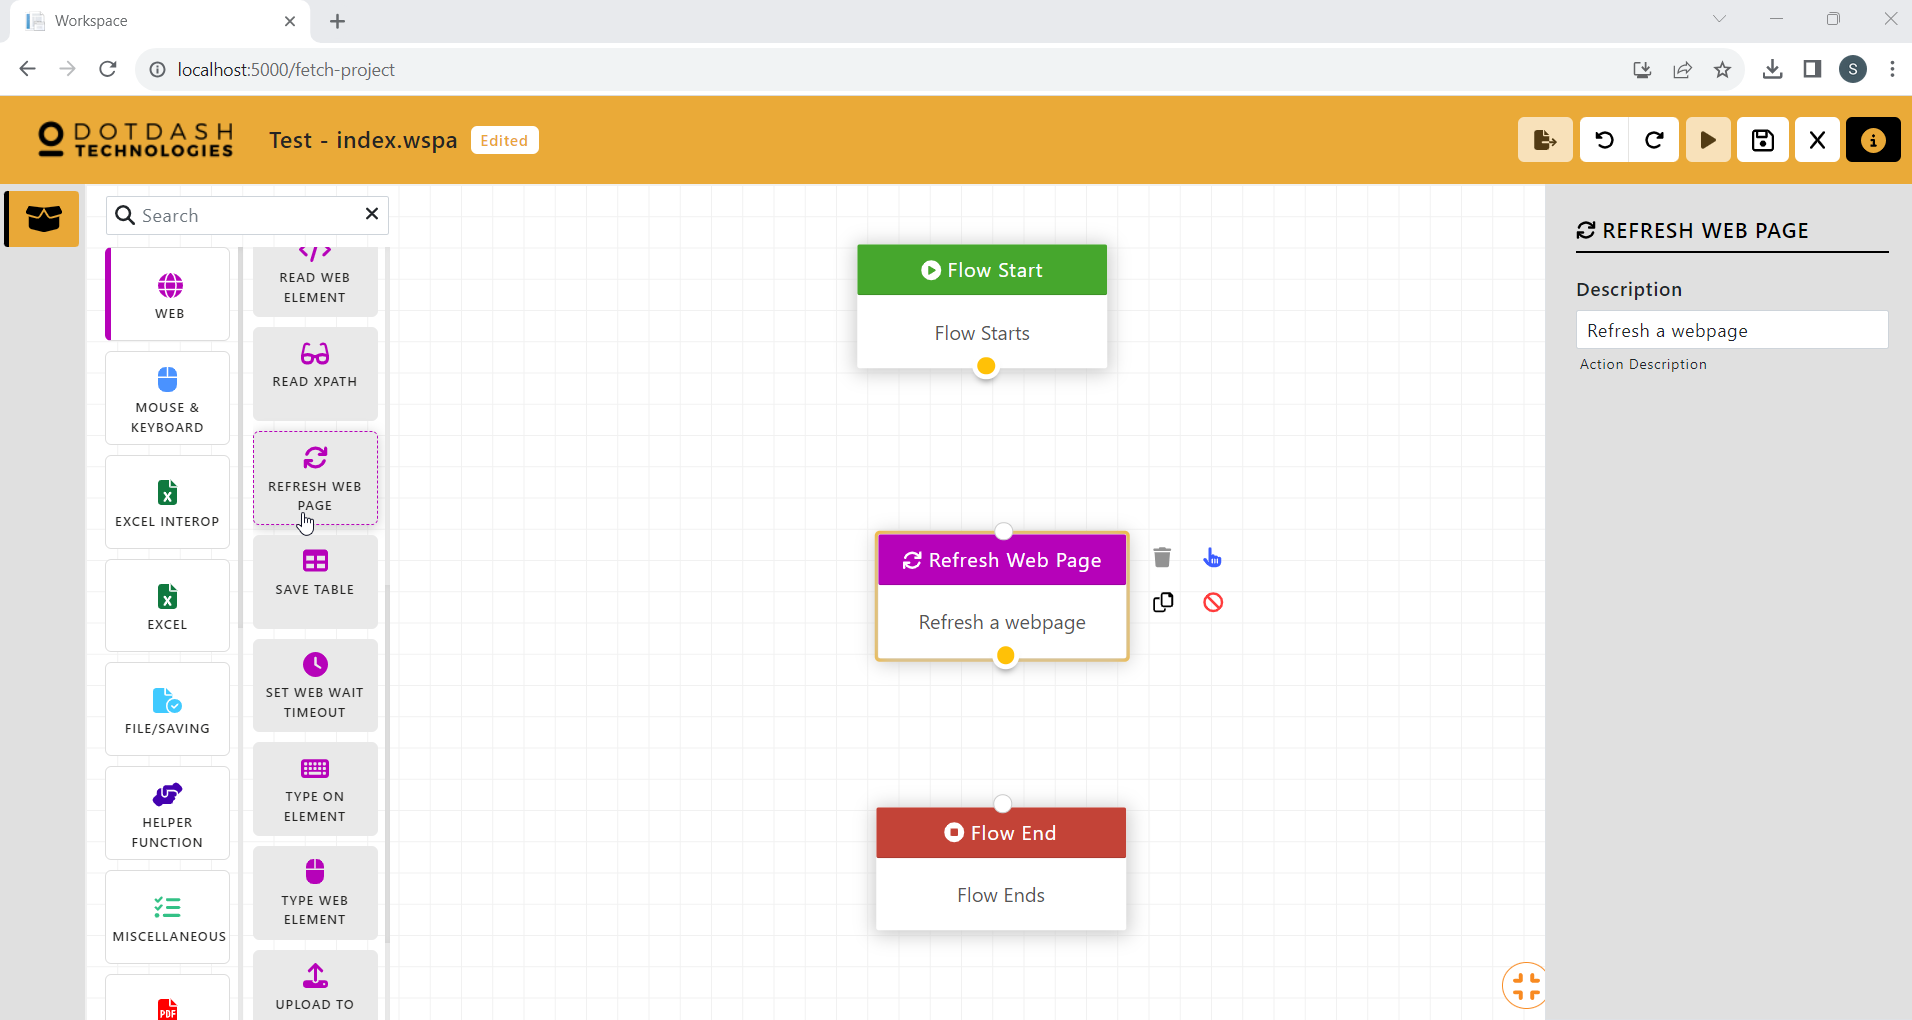 Workspace
localhost:5000/fetch-project
S
DOTDASH
TECHNOLOGIES
Test - index.wspa
Edited
Search
WEB
MOUSE &
KEYBOARD
EXCEL INTEROP
EXCEL
FILE/SAVING
HELPER
FUNCTION
MISCELLANEOUS
PDF
READ WEB
ELEMENT
READ XPATH
REFRESH WEB
PAGE
SAVE TABLE
SET WEB WAIT
TIMEOUT
TYPE ON
ELEMENT
TYPE WEB
ELEMENT
UPLOAD TO
Flow Start
Flow Starts
Refresh Web Page
Refresh a webpage
Flow End
Flow Ends
REFRESH WEB PAGE
Description
Refresh a webpage
Action Description